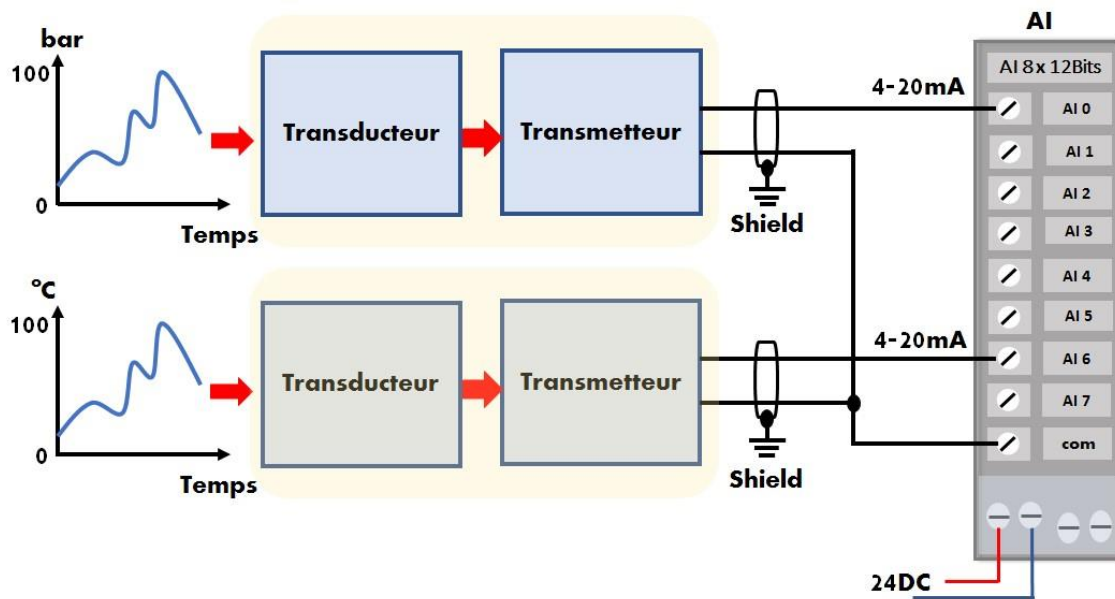 bar
100
0
Temps
Transducteur
Transmetteur
4-20mA
Shield
°C
100
0
Temps
Transducteur
Transmetteur
4-20mA
Shield
AI
AI 8x 12Bits
AI 0
AI 1
AI 2
AI 3
AI 4
AI 5
AI 6
AI 7
com
24DC